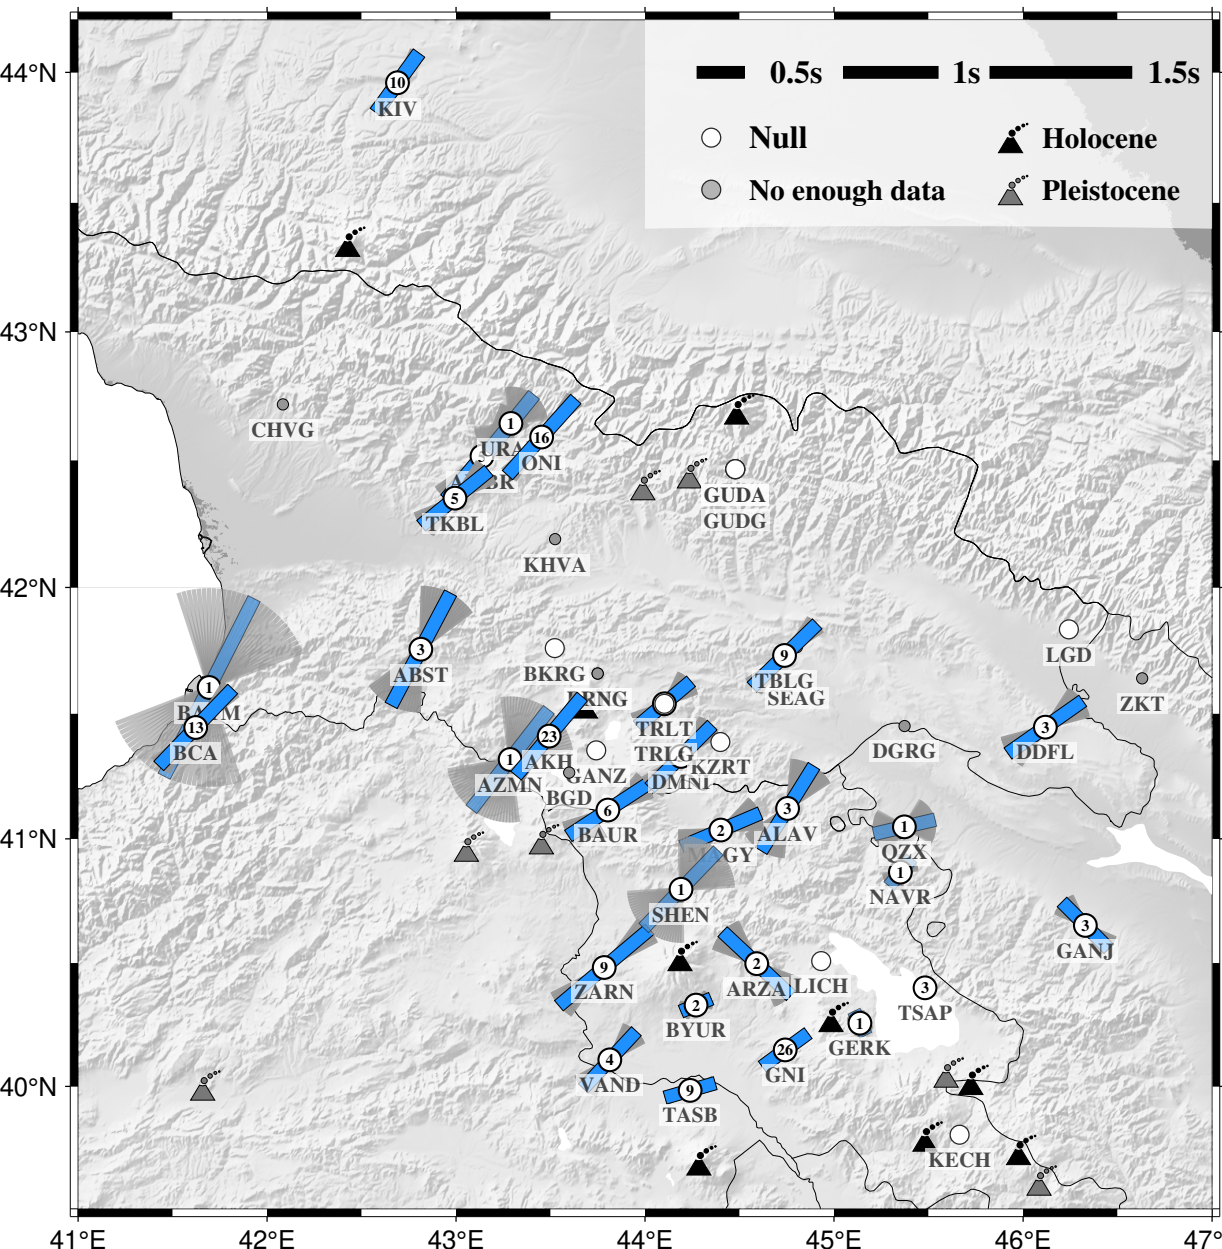 44°N
43°N
42°N
41°N
40°N
41°E
42°E
43°E
44°E
45°E
46°E
0.5s
1s
1.5s
Null
Holocene
No enough data
Pleistocene
10
KIV
CHVG
1
URA
16
ONI
5
TKBL
GUDA
GUDG
KHVA
3
ABST
BKRG
9
TBLG
SEAG
LGD
ZKT
1
13
BCA
TRLT
TRLG
23
AKH
1
AZMN
GANZ
BGD
KZRT
DMNI
DGRG
3
DDFL
6
BAUR
2
3
ALAV
1
QZX
1
NAVR
1
SHEN
3
GANJ
9
ZARN
2
ARZA
LICH
3
TSAP
2
BYUR
1
GERK
4
VAND
26
GNI
9
TASB
KECH